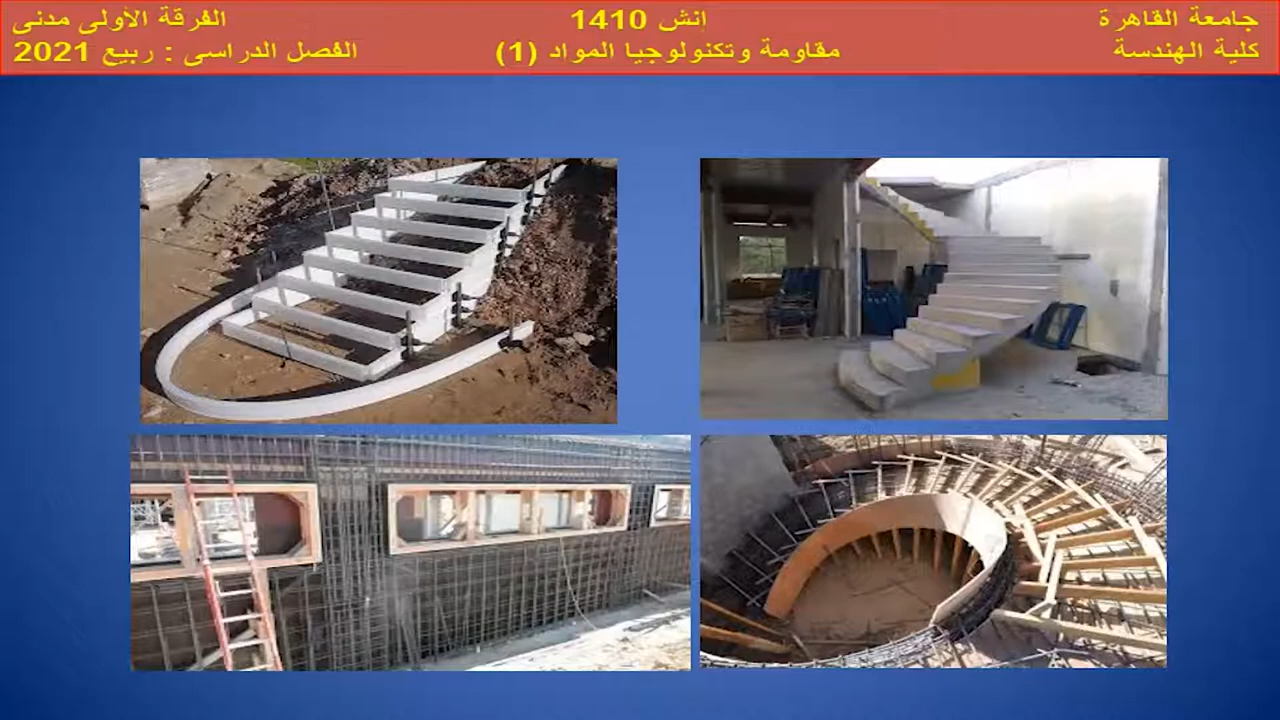 جامعة القاهرة
كلية الهندسة
إنش 1410
مقاومة وتكنولوجيا المواد (1)
الفرقة الأولى مدنى
الفصل الدراسى : ربيع 2021